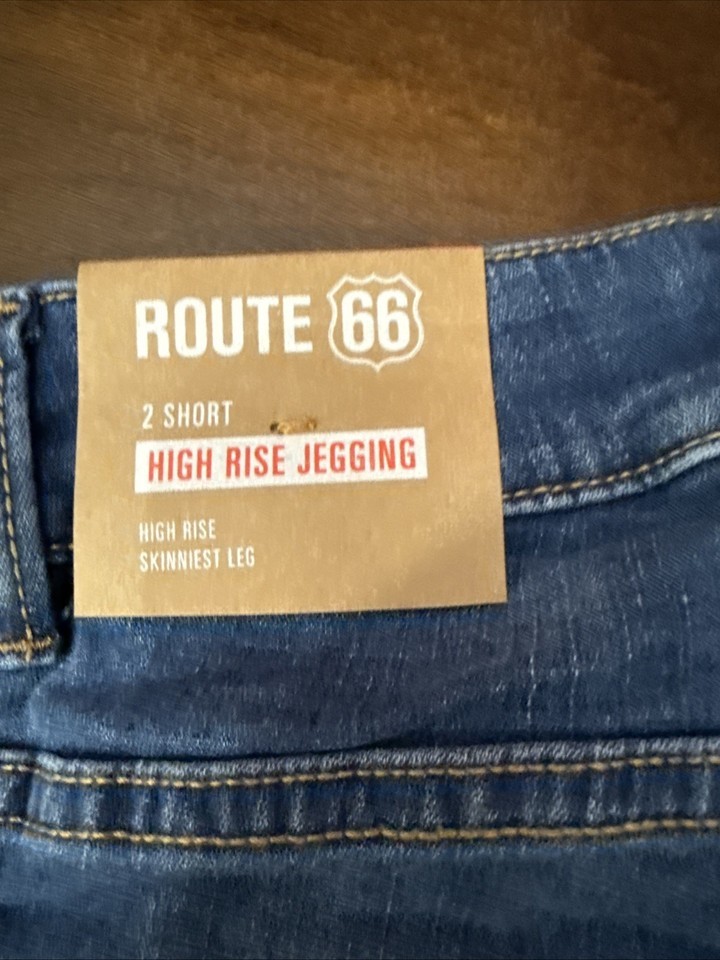 ROUTE 66
2 SHORT
HIGH RISE JEGGING
HIGH RISE
SKINNIEST LEG